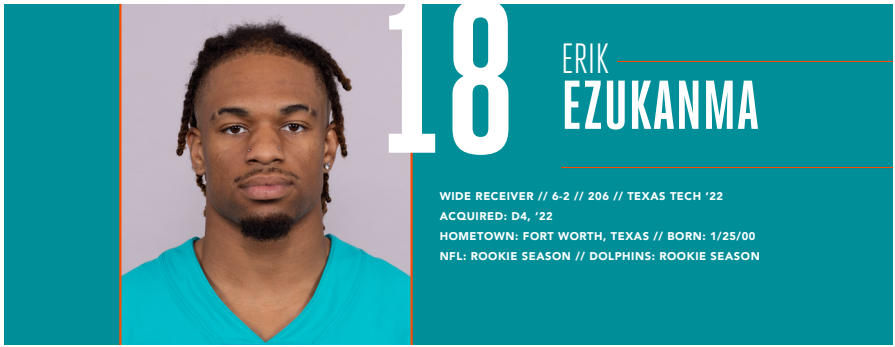 18
ERIK
EZUKANMA
WIDE RECEIVER // 6-2 // 206 // TEXAS TECH ‘22
ACQUIRED: D4, ‘22
HOMETOWN: FORT WORTH, TEXAS // BORN: 1/25/00
NFL: ROOKIE SEASON // DOLPHINS: ROOKIE SEASON